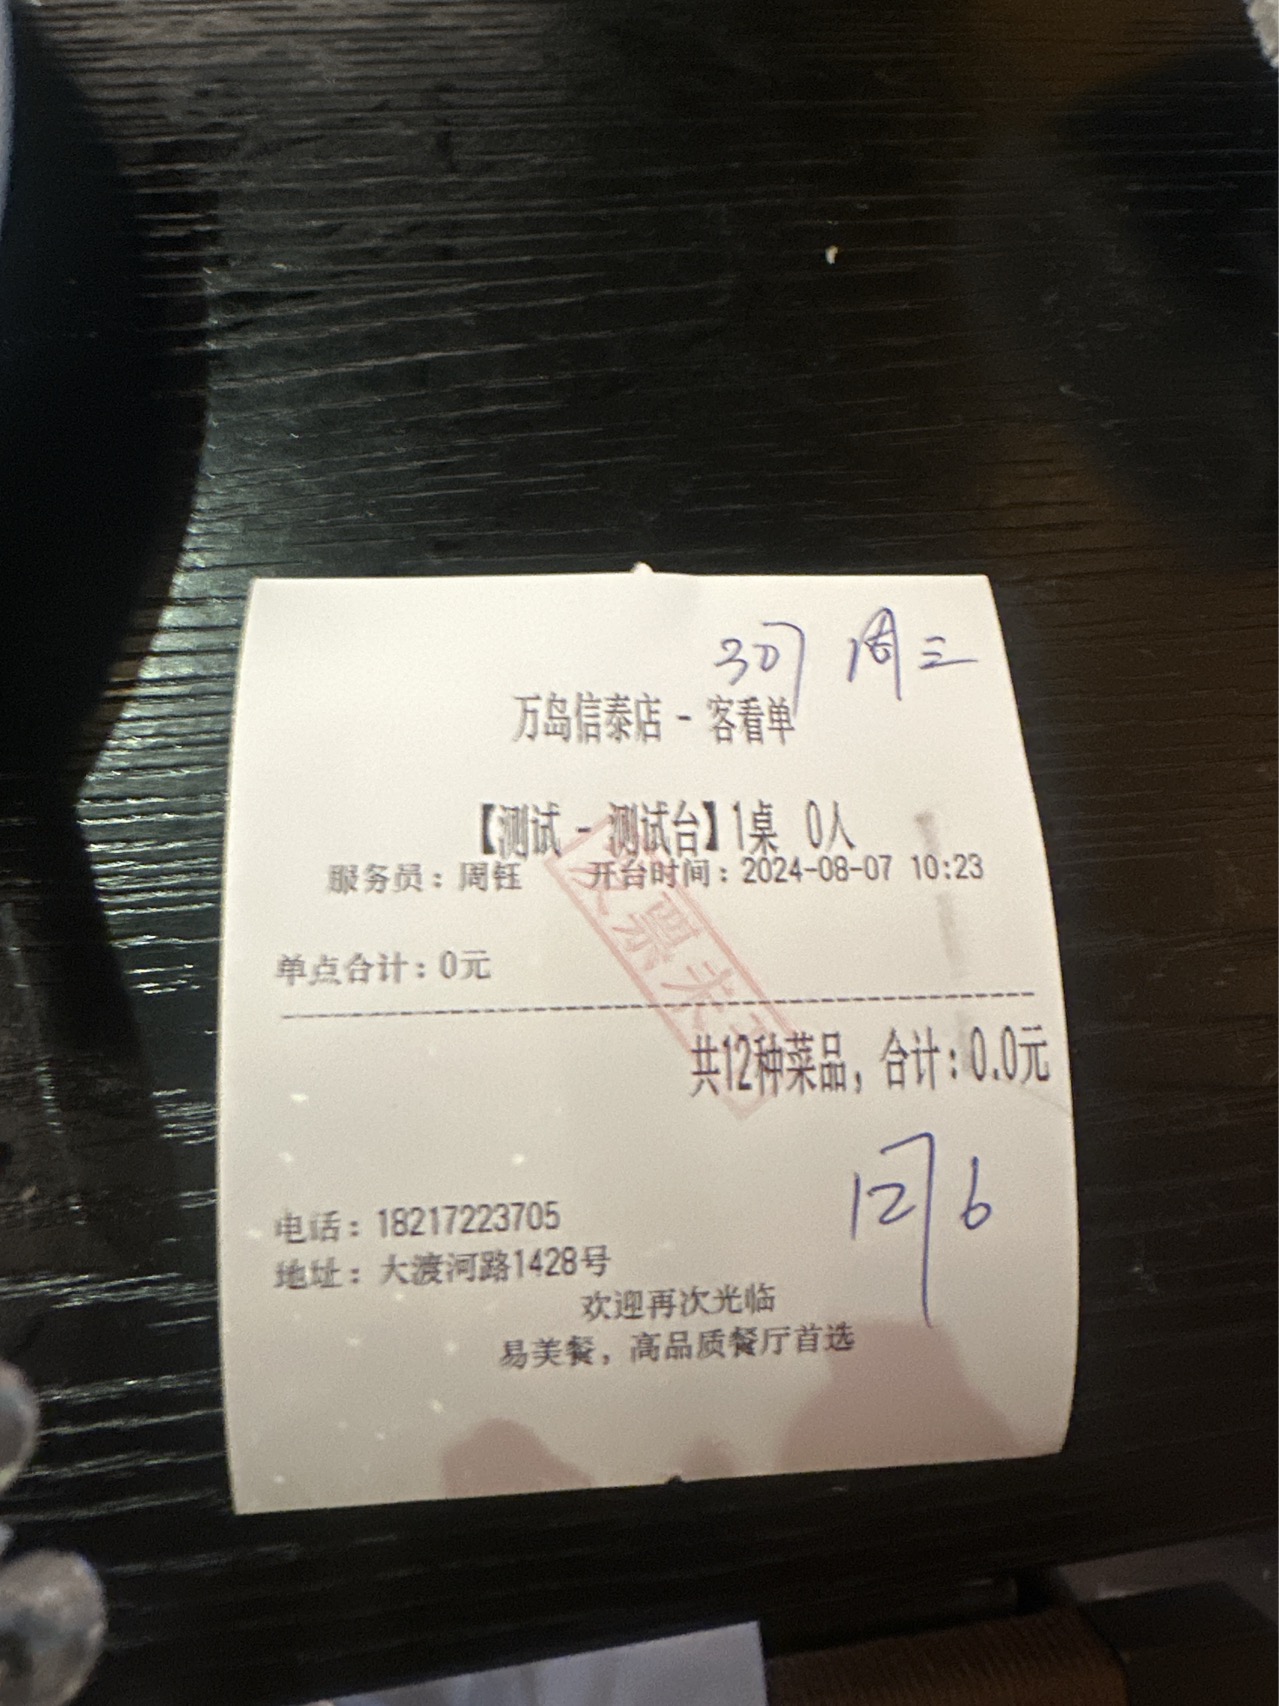 周三
万岛信泰店 - 客看单
【测试 - 测试台】1桌 0人
服务员：周钰 开台时间：2024-08-07 10:23
发票未
单点合计：0元
共12种菜品，合计：0.0元
电话：18217223705
地址：大渡河路1428号
欢迎再次光临
易美餐，高品质餐厅首选